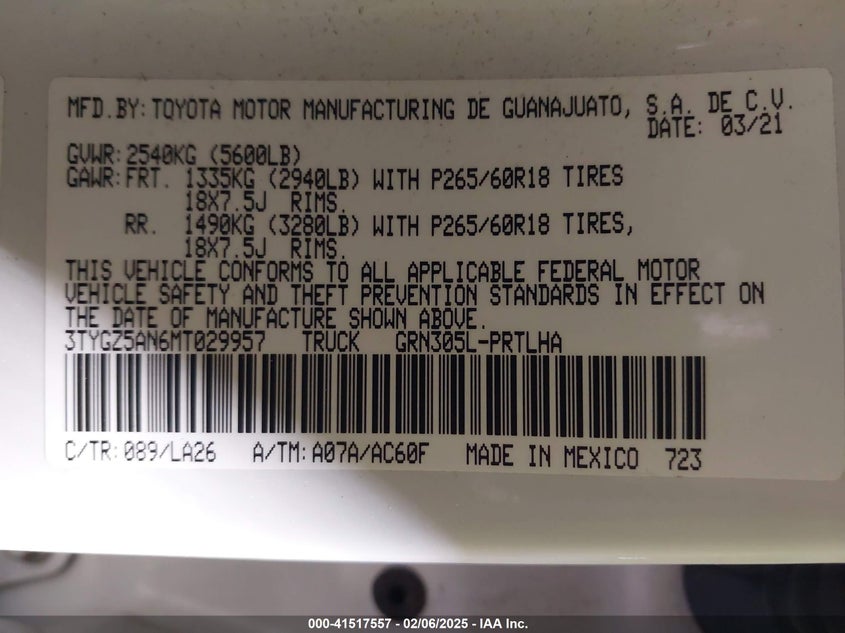 MFD.BY:TOYOTA MOTOR MANUFACTURING DE GUANAJUATO, S.A. DE C.V.
DATE: 03/21
GVWR:2540KG (5600LB)
GAWR:FRT. 1335KG (2940LB) WITH P265/60R18 TIRES
18X7.5J RIMS.
RR. 1490KG (3280LB) WITH P265/60R18 TIRES,
18X7.5J RIMS.
THIS VEHICLE CONFORMS TO ALL APPLICABLE FEDERAL MOTOR
VEHICLE SAFETY AND THEFT PREVENTION STANDARDS IN EFFECT ON
THE DATE OF MANUFACTURE SHOWN ABOVE.
3TYGZ5AN6MT029957 TRUCK GRN305L-PRTLHA
C/TR:089/LA26 A/TM:A07A/AC60F MADE IN MEXICO 723
000-41517557 - 02/06/2025 - IAA Inc.